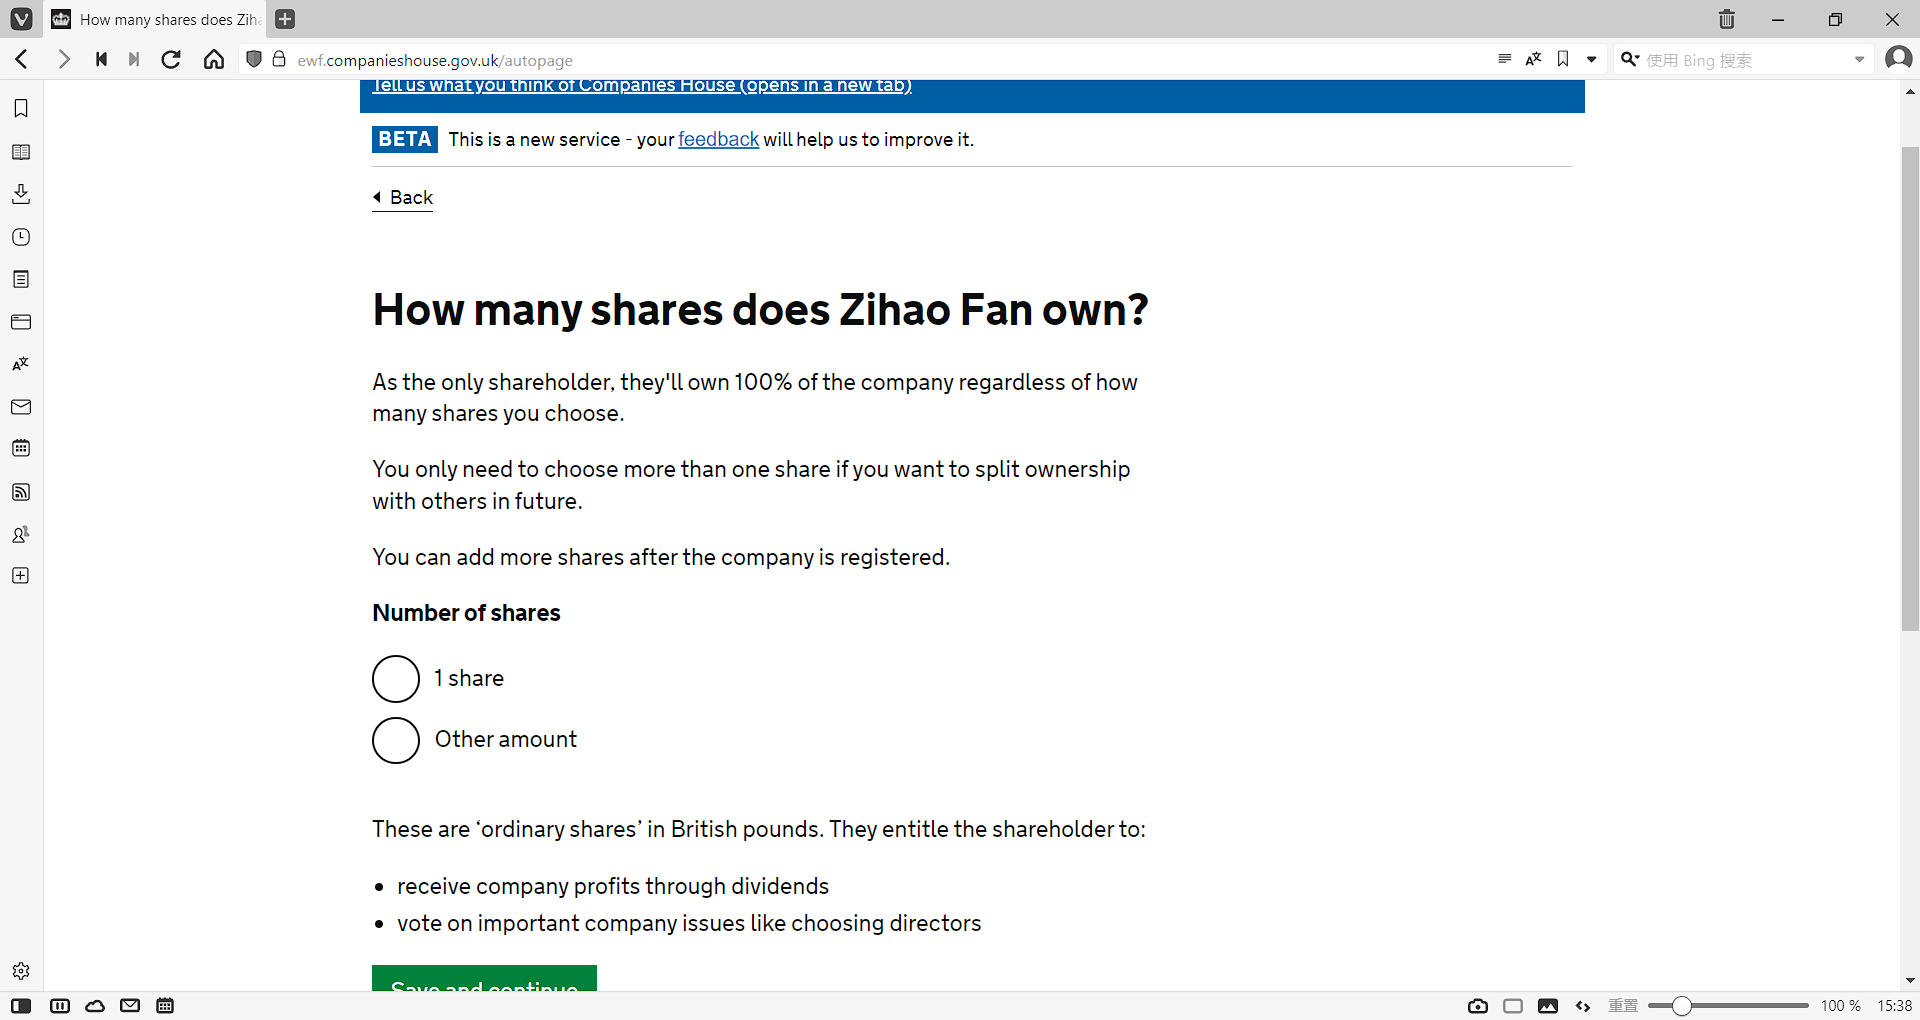 How many shares does Zih
ewf.companieshouse.gov.uk/autopage
使用 Bing 搜索
Tell us what you think of Companies House (opens in a new tab)
BETA This is a new service - your feedback will help us to improve it.
Back
How many shares does Zihao Fan own?
As the only shareholder, they'll own 100% of the company regardless of how
many shares you choose.
You only need to choose more than one share if you want to split ownership
with others in future.
You can add more shares after the company is registered.
Number of shares
1 share
Other amount
These are ‘ordinary shares’ in British pounds. They entitle the shareholder to:
• receive company profits through dividends
• vote on important company issues like choosing directors
Save and continue
重置 100 % 15:38